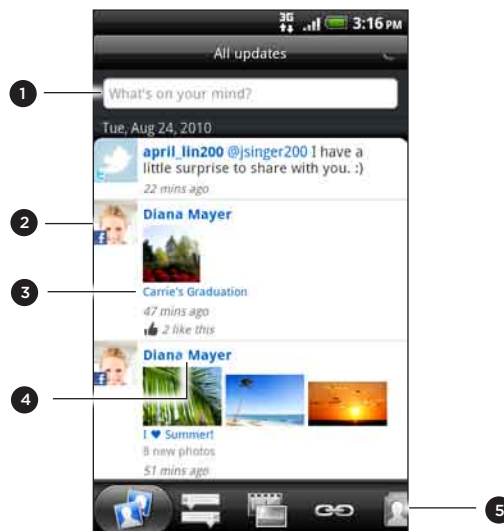 3G 3:16 PM
All updates
1
What's on your mind?
Tue, Aug 24, 2010
april_lin200 @jsinger200 I have a
little surprise to share with you. :)
22 mins ago
2
Diana Mayer
3
Carrie's Graduation
47 mins ago
2 like this
Diana Mayer
4
I ♥ Summer!
8 new photos
51 mins ago
5